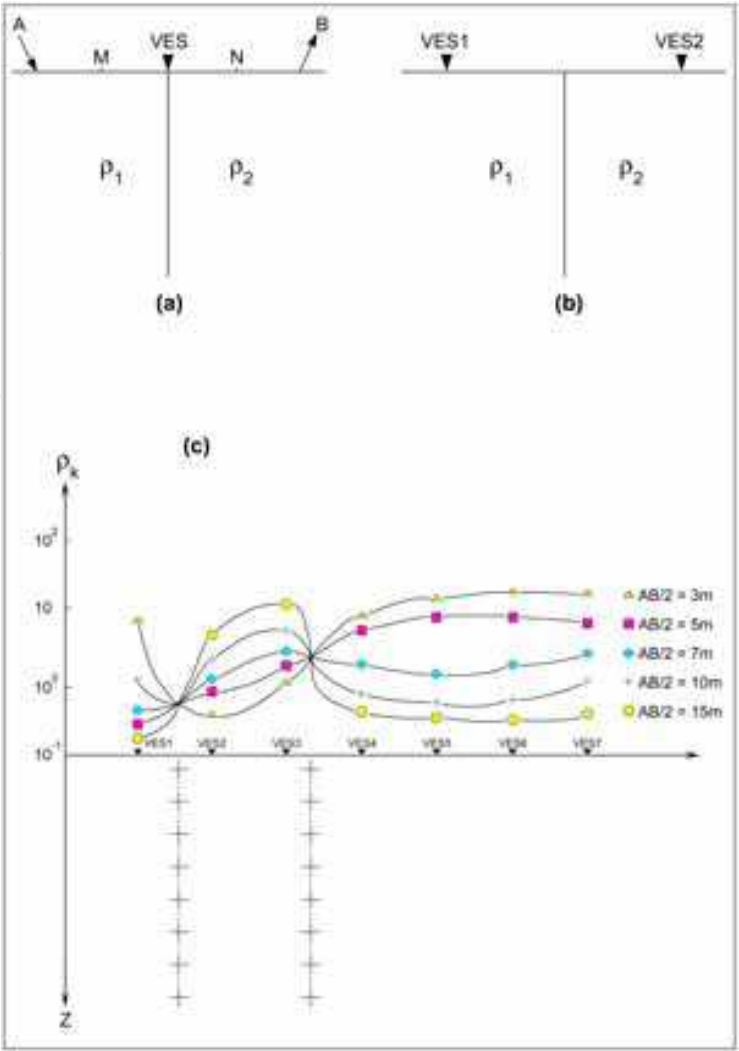 A B
VES
M N
ρ1 ρ2
(a)
VES1 VES2
ρ1 ρ2
(b)
(c)
ρk
10²
10
10⁰
10⁻¹
AB/2 = 3m
AB/2 = 5m
AB/2 = 7m
AB/2 = 10m
AB/2 = 15m
VES1 VES2 VES3 VES4 VES5 VES6 VES7
Z